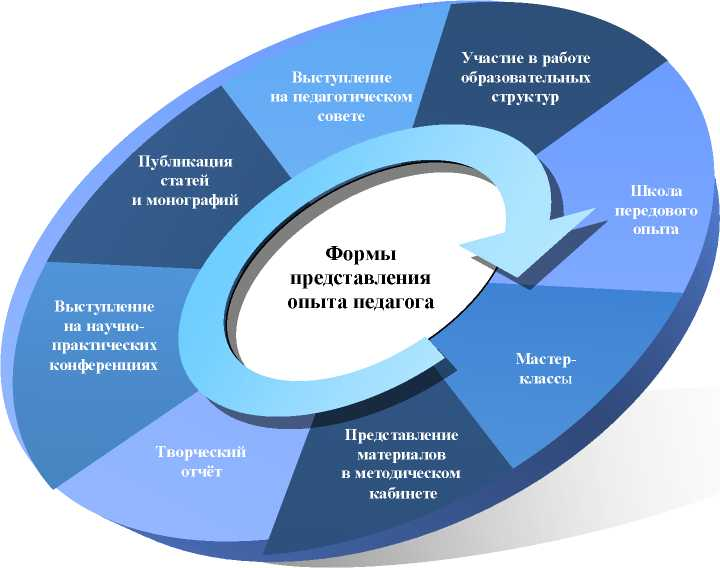 Формы
представления
опыта педагога
Выступление
на педагогическом
совете
Участие в работе
образовательных
структур
Школа
передового
опыта
Мастер-
классы
Представление
материалов
в методическом
кабинете
Творческий
отчёт
Выступление
на научно-
практических
конференциях
Публикация
статей
и монографий